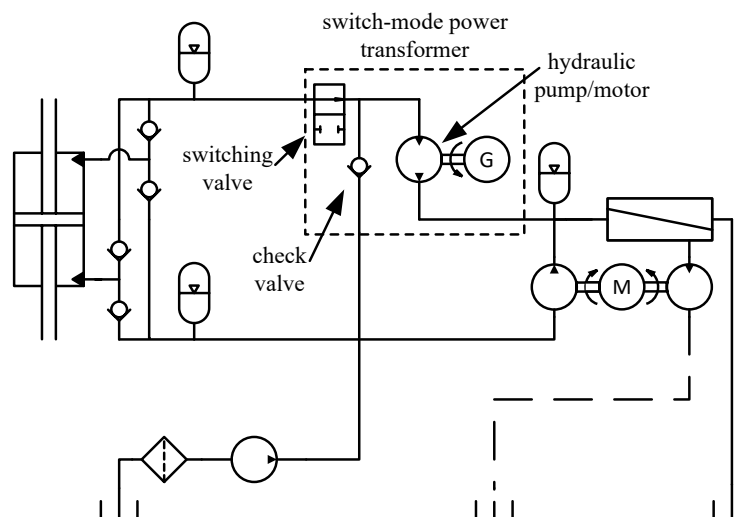 switch-mode power
transformer
hydraulic
pump/motor
switching
valve
G
check
valve
M